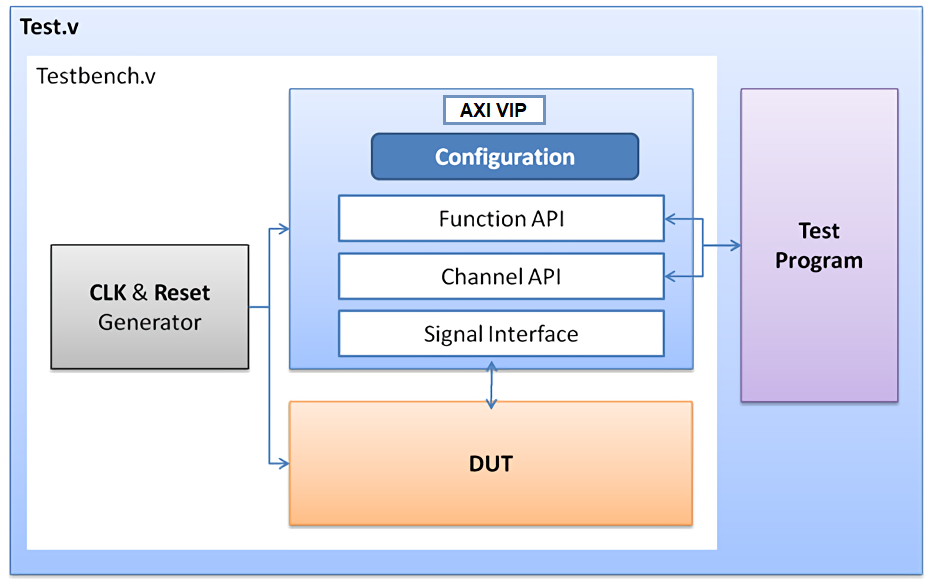 Test.v
Testbench.v
AXI VIP
Configuration
Function API
Channel API
Signal Interface
CLK & Reset
Generator
DUT
Test
Program